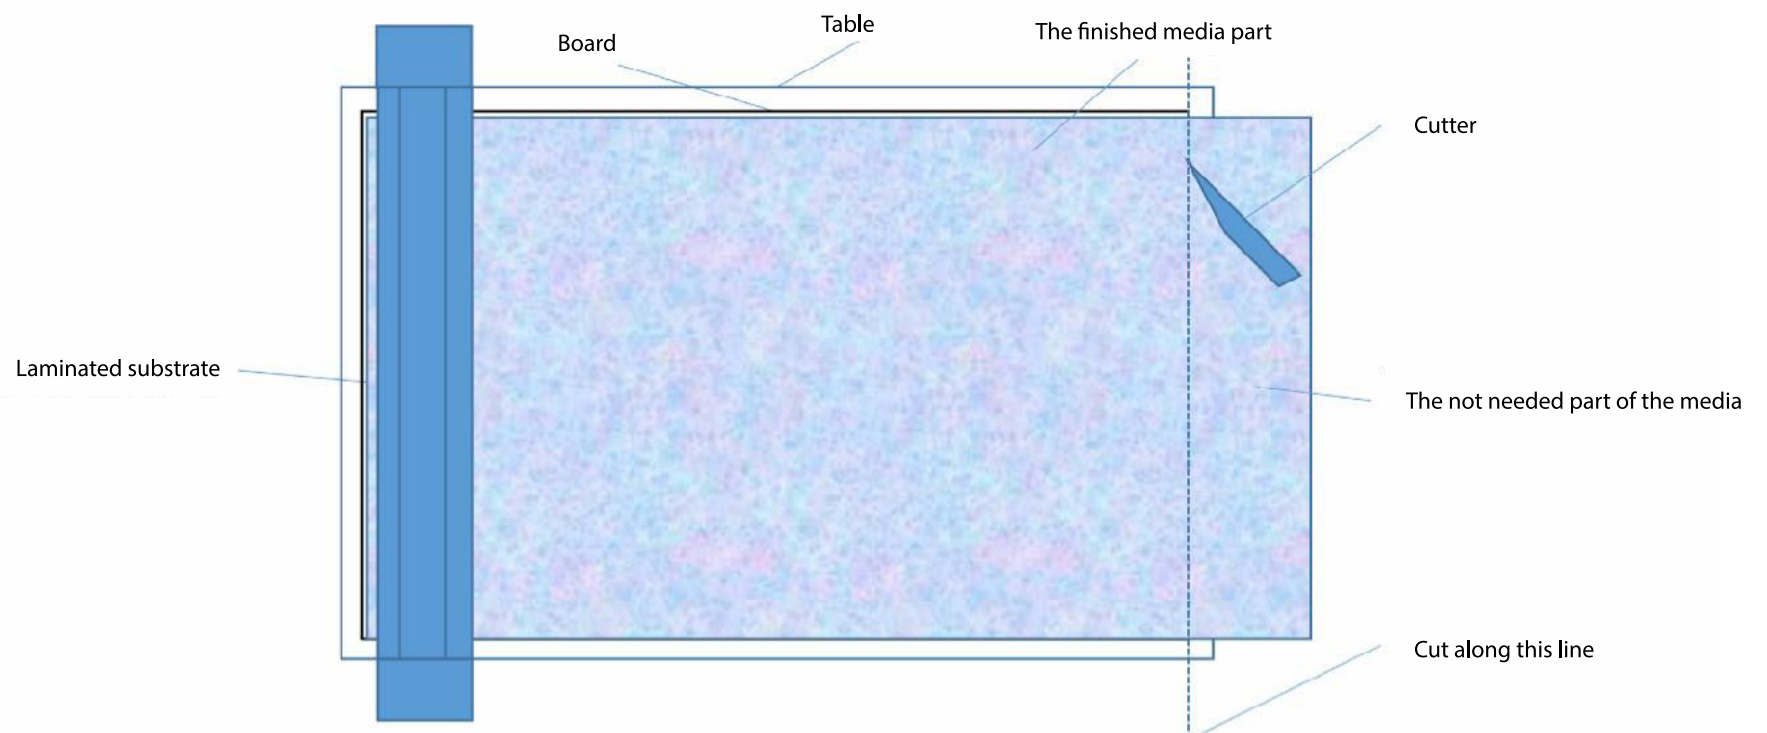 Table
The finished media part
Board
Cutter
Laminated substrate
The not needed part of the media
Cut along this line